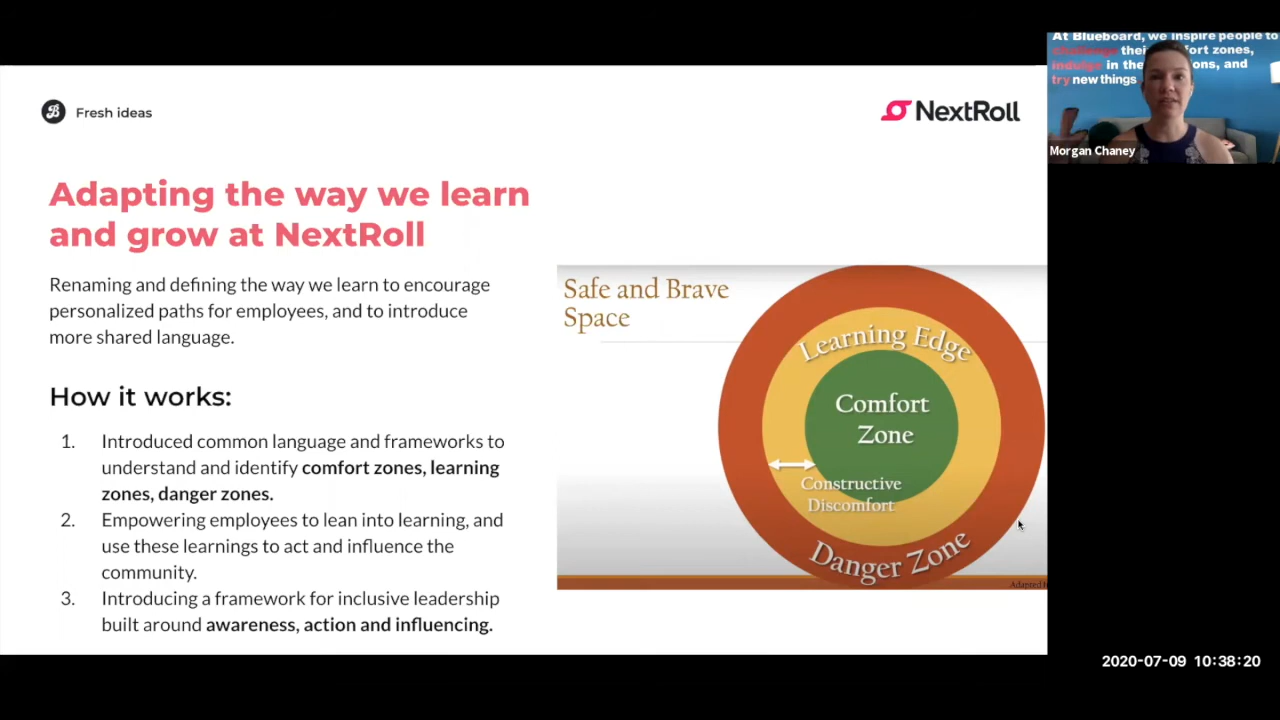 Fresh ideas
NextRoll
Adapting the way we learn
and grow at NextRoll
Renaming and defining the way we learn to encourage
personalized paths for employees, and to introduce
more shared language.
How it works:
1. Introduced common language and frameworks to
understand and identify comfort zones, learning
zones, danger zones.
2. Empowering employees to lean into learning, and
use these learnings to act and influence the
community.
3. Introducing a framework for inclusive leadership
built around awareness, action and influencing.
Safe and Brave
Space
Learning Edge
Comfort
Zone
Constructive
Discomfort
Danger Zone
Adapted
At Blueboard, we inspire people to
challenge
indulge in
try new things
Morgan Chaney
2020-07-09 10:38:20